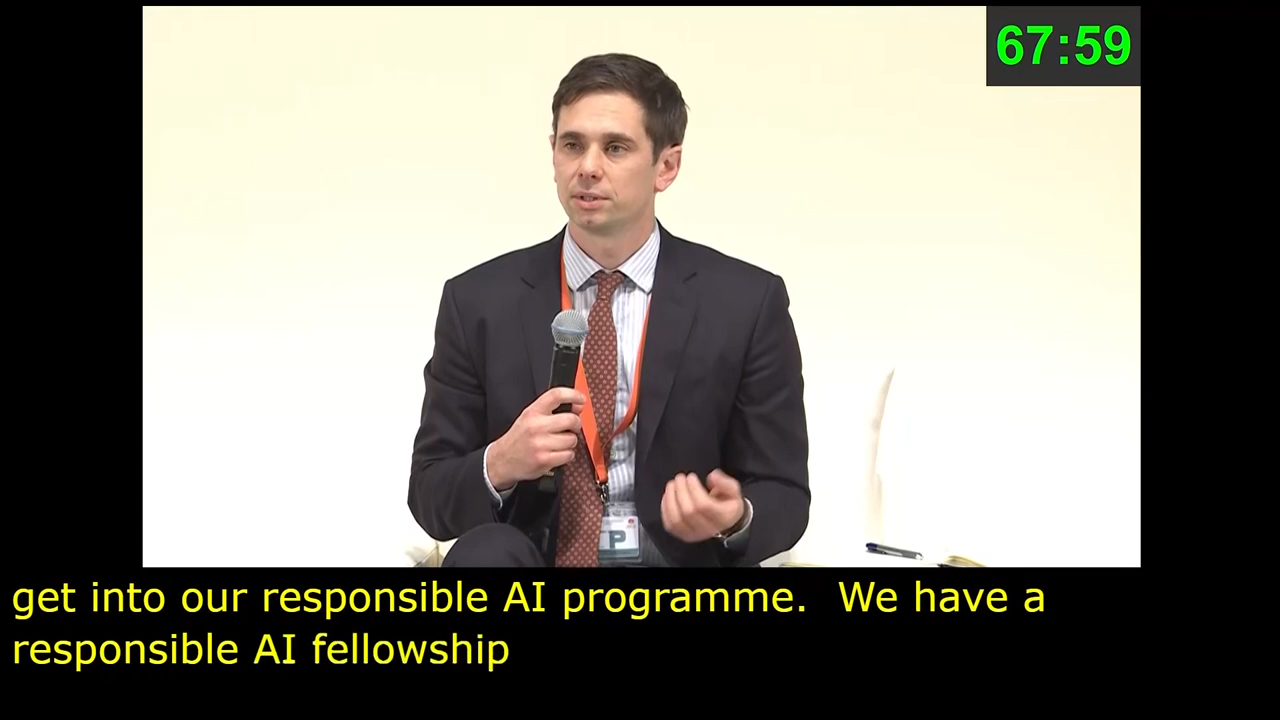 67:59
P
get into our responsible AI programme.  We have a
responsible AI fellowship